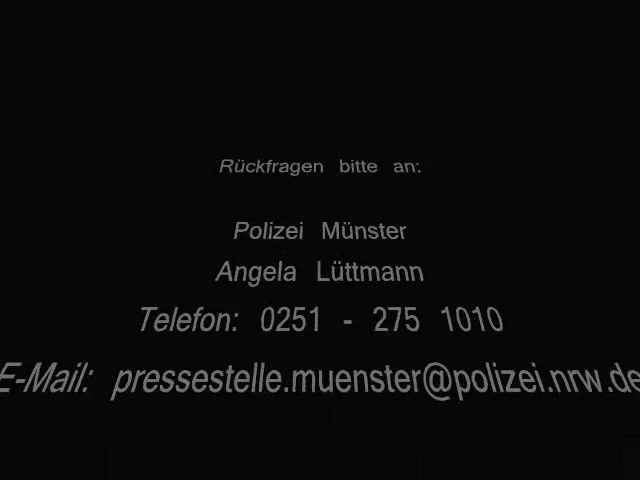 Rückfragen bitte an:
Polizei Münster
Angela Lüttmann
Telefon: 0251 - 275 1010
E-Mail: pressestelle.muenster@polizei.nrw.de